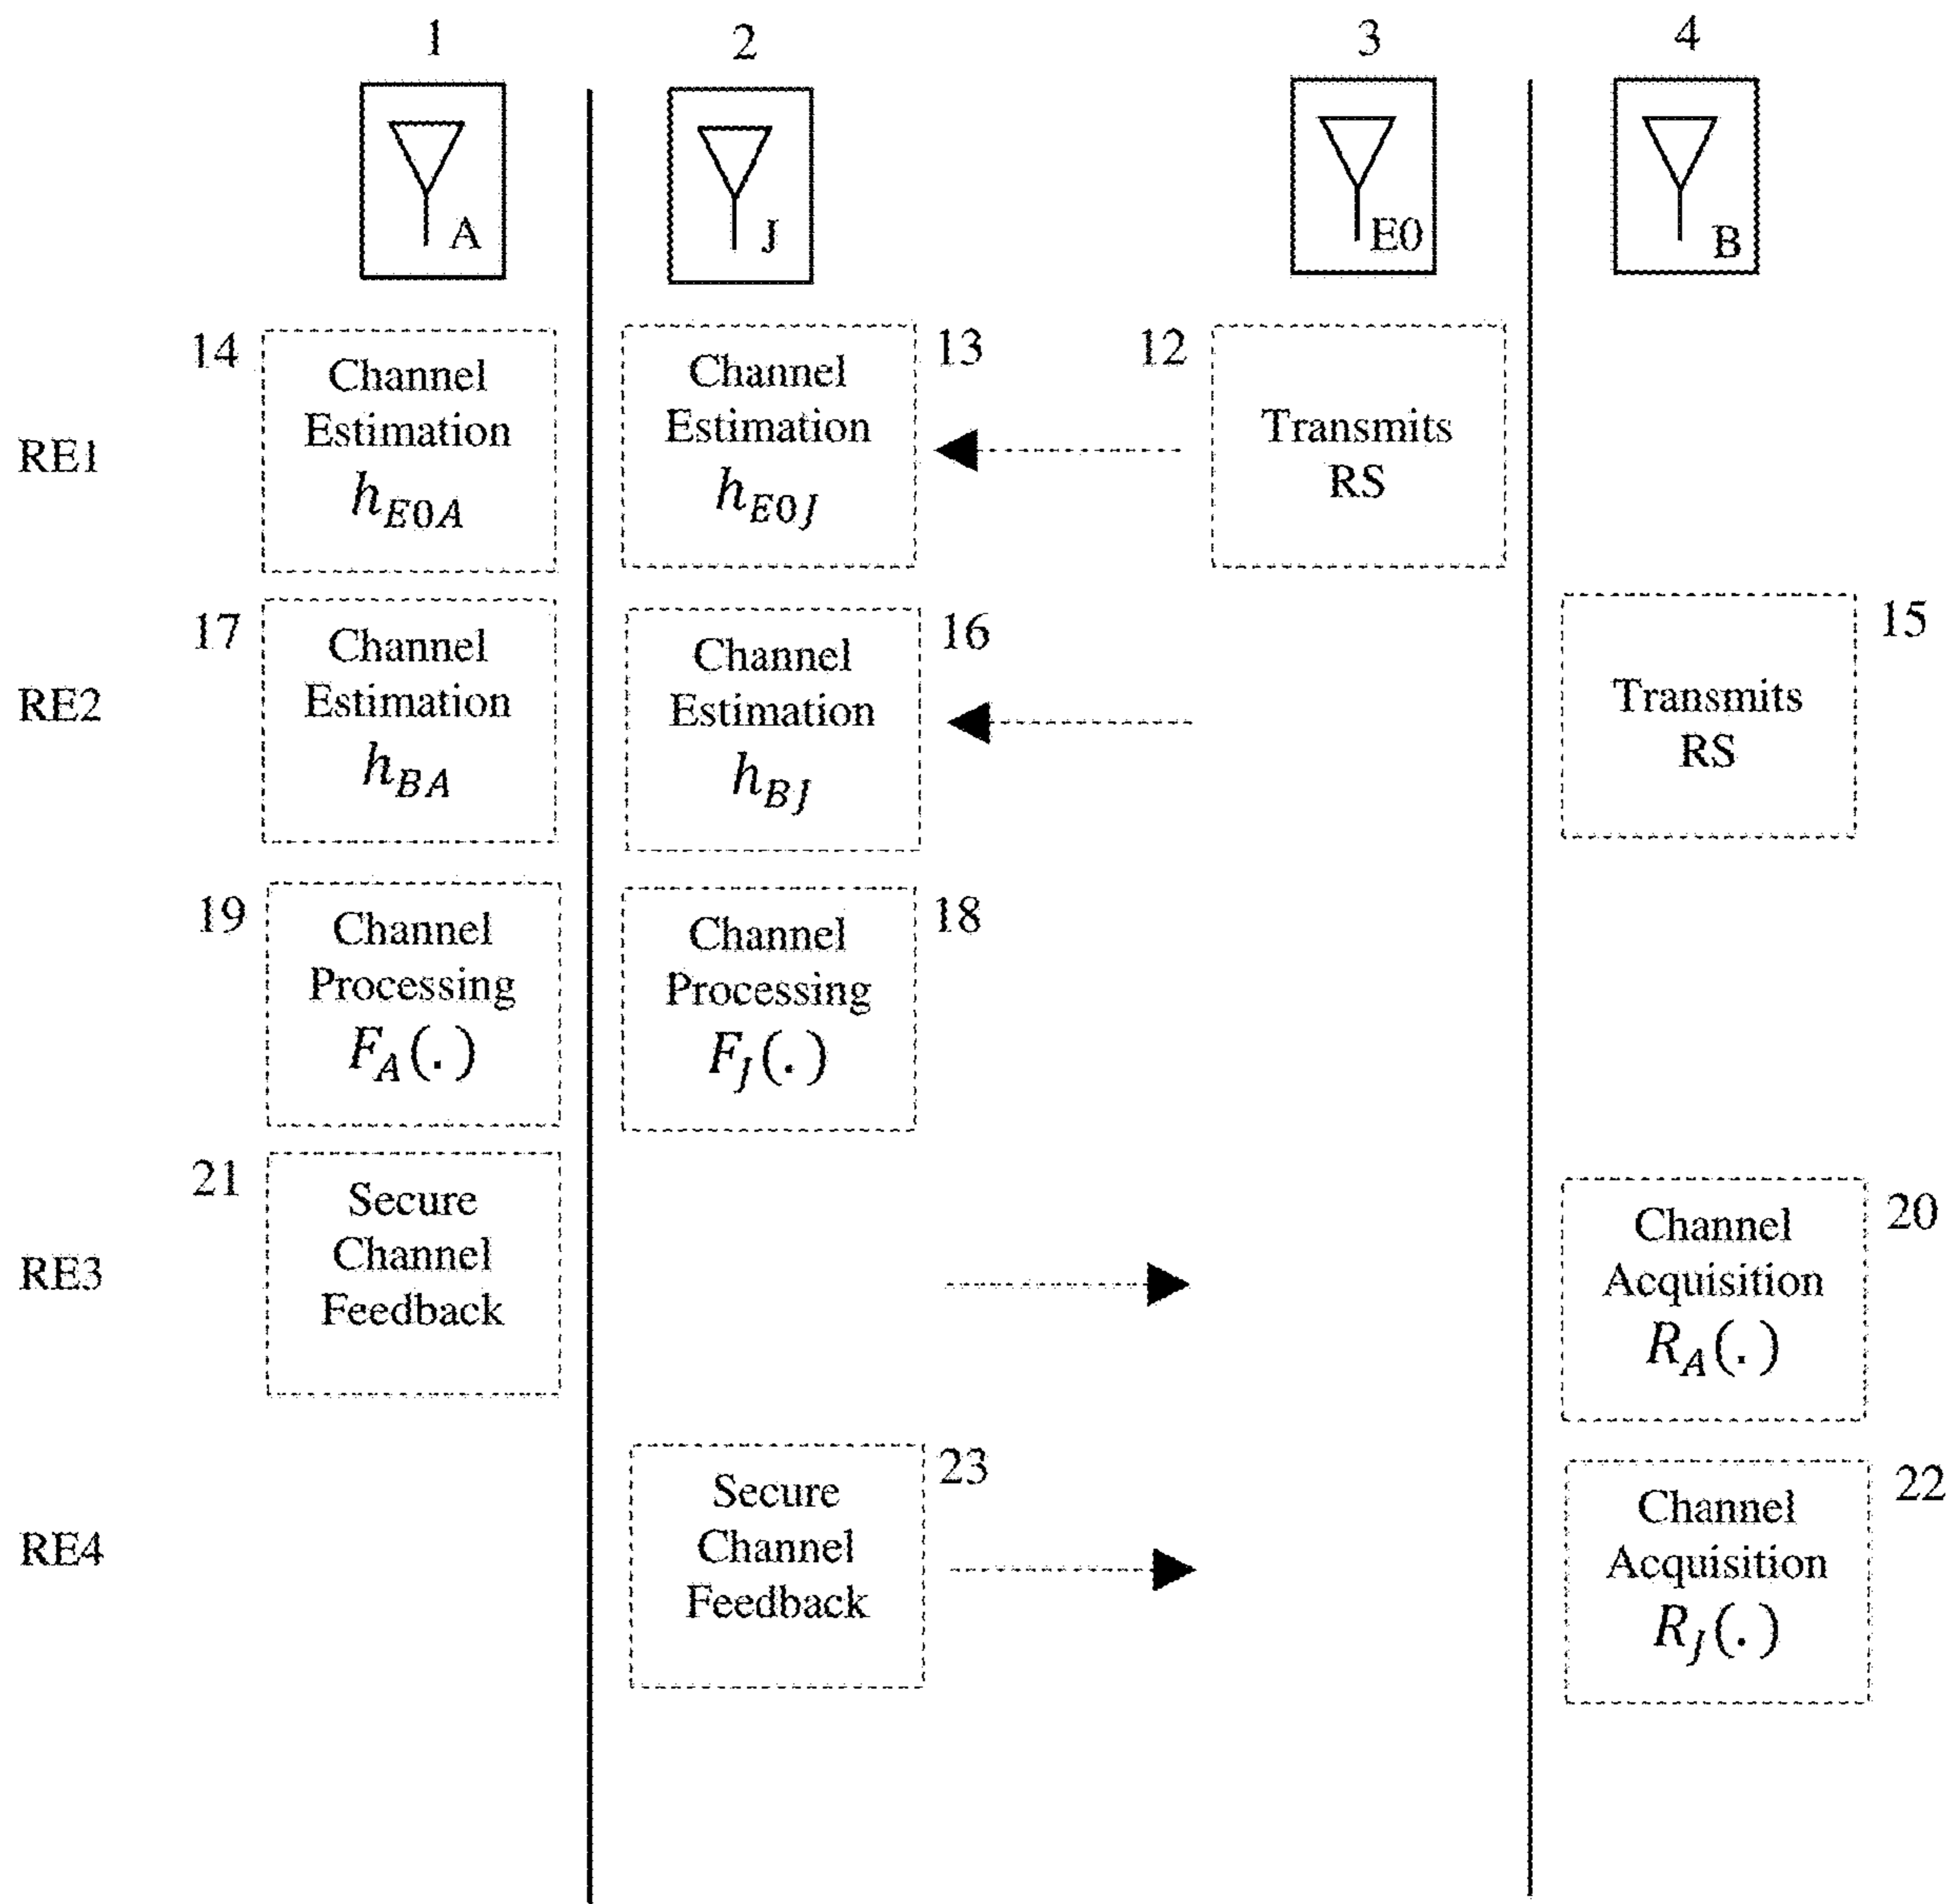 1
2
3
4
A
J
E0
B
RE1
14
Channel
Estimation
h_{E0A}
13
Channel
Estimation
h_{E0J}
12
Transmits
RS
RE2
17
Channel
Estimation
h_{BA}
16
Channel
Estimation
h_{BJ}
15
Transmits
RS
19
Channel
Processing
F_A(.)
18
Channel
Processing
F_J(.)
RE3
21
Secure
Channel
Feedback
20
Channel
Acquisition
R_A(.)
RE4
23
Secure
Channel
Feedback
22
Channel
Acquisition
R_J(.)